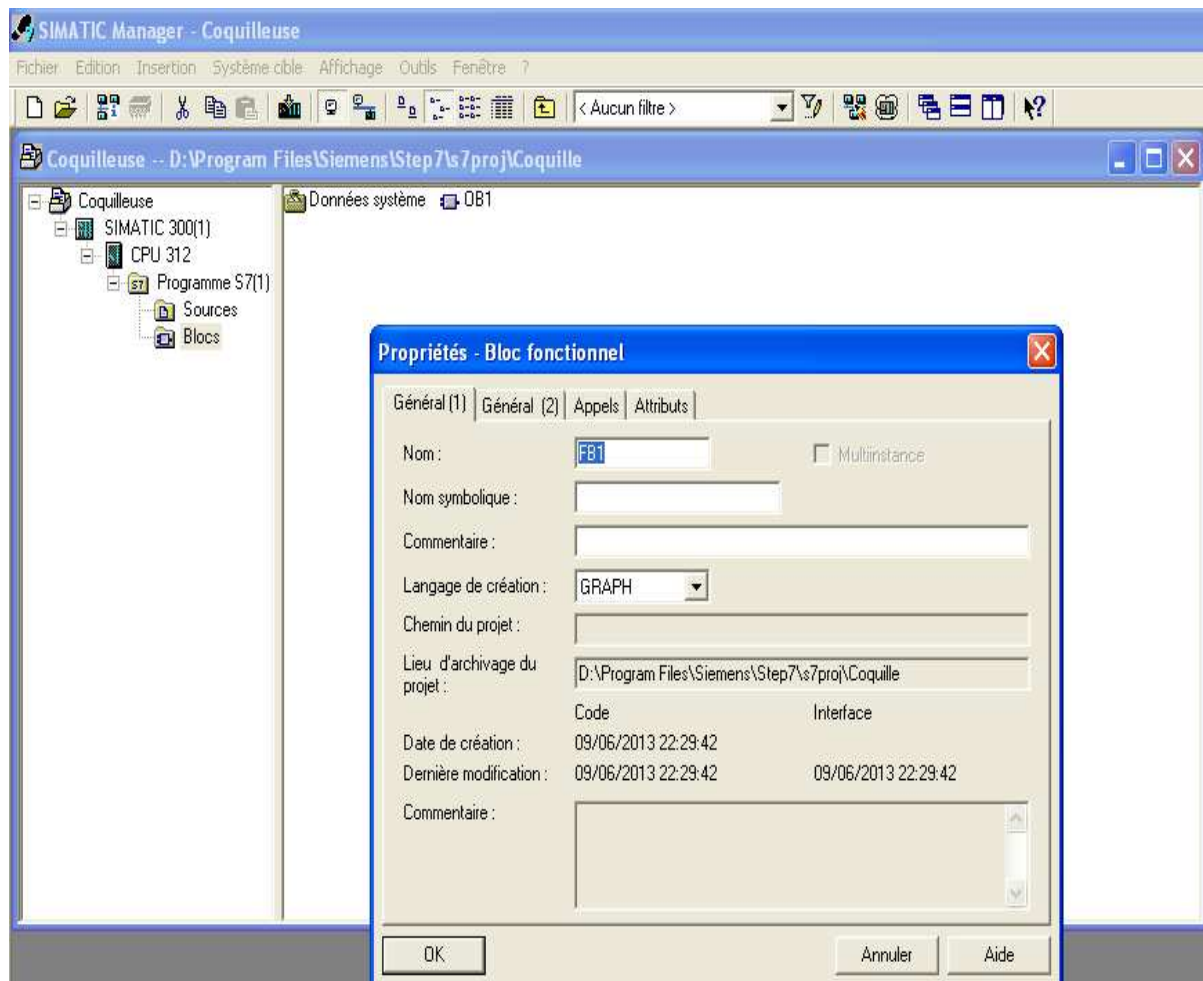 SIMATIC Manager - Coquilleuse
Fichier Edition Insertion Système cible Affichage Outils Fenêtre ?
< Aucun filtre >
Coquilleuse -- D:\Program Files\Siemens\Step7\s7proj\Coquille
Coquilleuse
SIMATIC 300(1)
CPU 312
Programme S7(1)
Sources
Blocs
Données système OB1
Propriétés - Bloc fonctionnel
Général (1) Général (2) Appels Attributs
Nom : FB1 Multiinstance
Nom symbolique :
Commentaire :
Langage de création : GRAPH
Chemin du projet :
Lieu d'archivage du
projet : D:\Program Files\Siemens\Step7\s7proj\Coquille
Code Interface
Date de création : 09/06/2013 22:29:42
Dernière modification : 09/06/2013 22:29:42 09/06/2013 22:29:42
Commentaire :
OK Annuler Aide